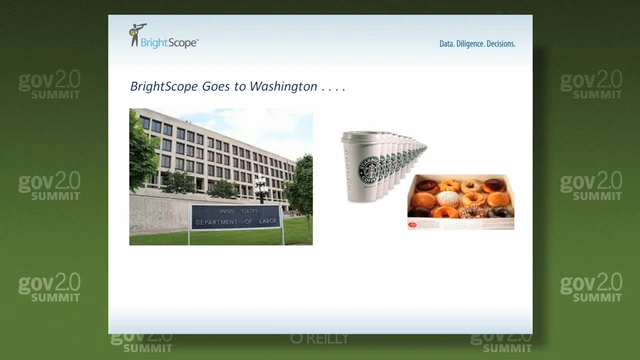 BrightScope™
Data. Diligence. Decisions.
BrightScope Goes to Washington . . . .
UNITED STATES
DEPARTMENT OF LABOR
gov2.0
SUMMIT
gov2.0
SUMMIT
gov2.0
SUMMIT
gov2.0
SUMMIT
gov2.0
SUMMIT
gov2.0
SUMMIT
gov2.0
SUMMIT
O'REILLY
gov2.0
SUMMIT